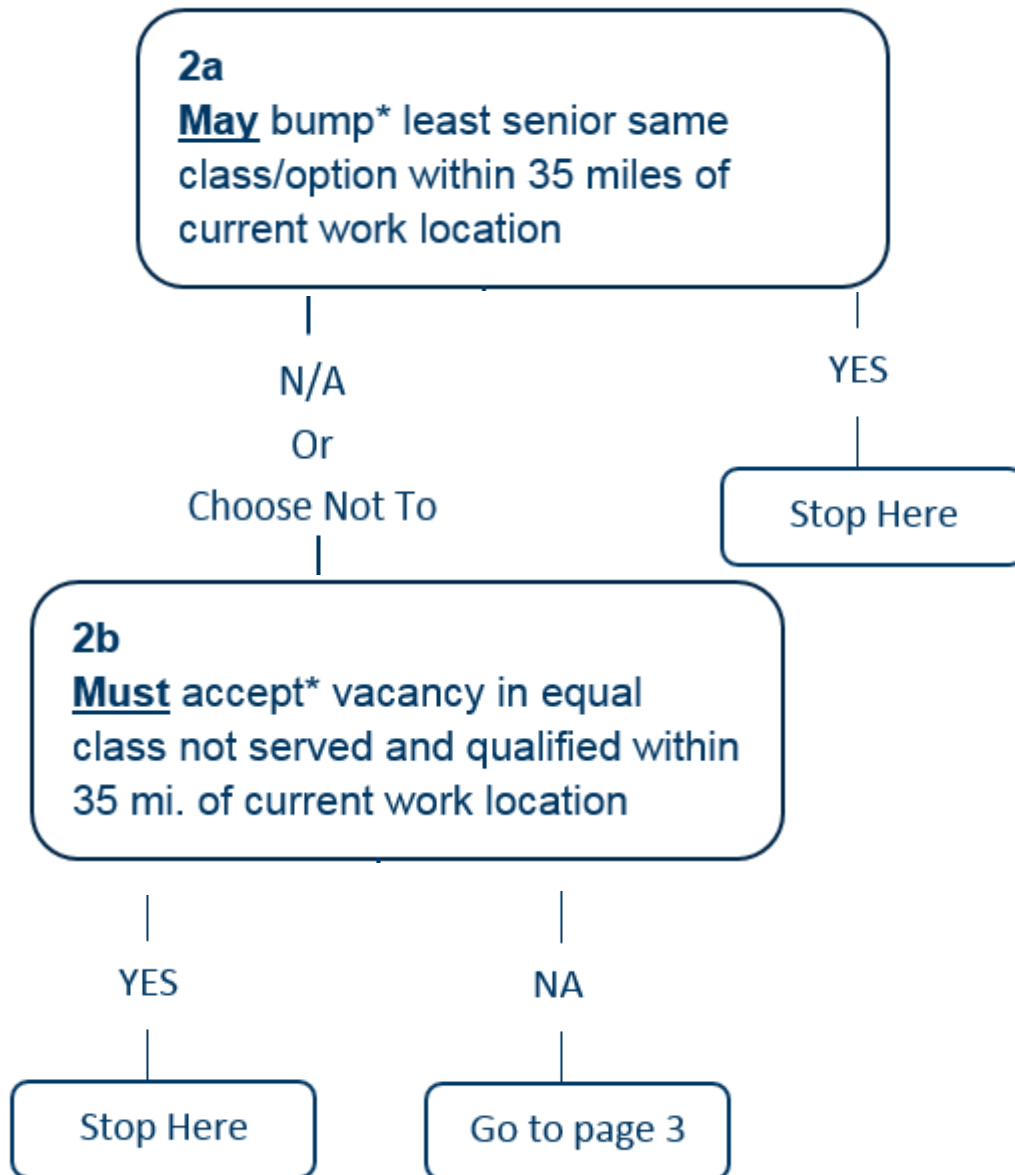 2a
May bump* least senior same
class/option within 35 miles of
current work location
N/A
Or
Choose Not To
YES
Stop Here
2b
Must accept* vacancy in equal
class not served and qualified within
35 mi. of current work location
YES
NA
Stop Here
Go to page 3